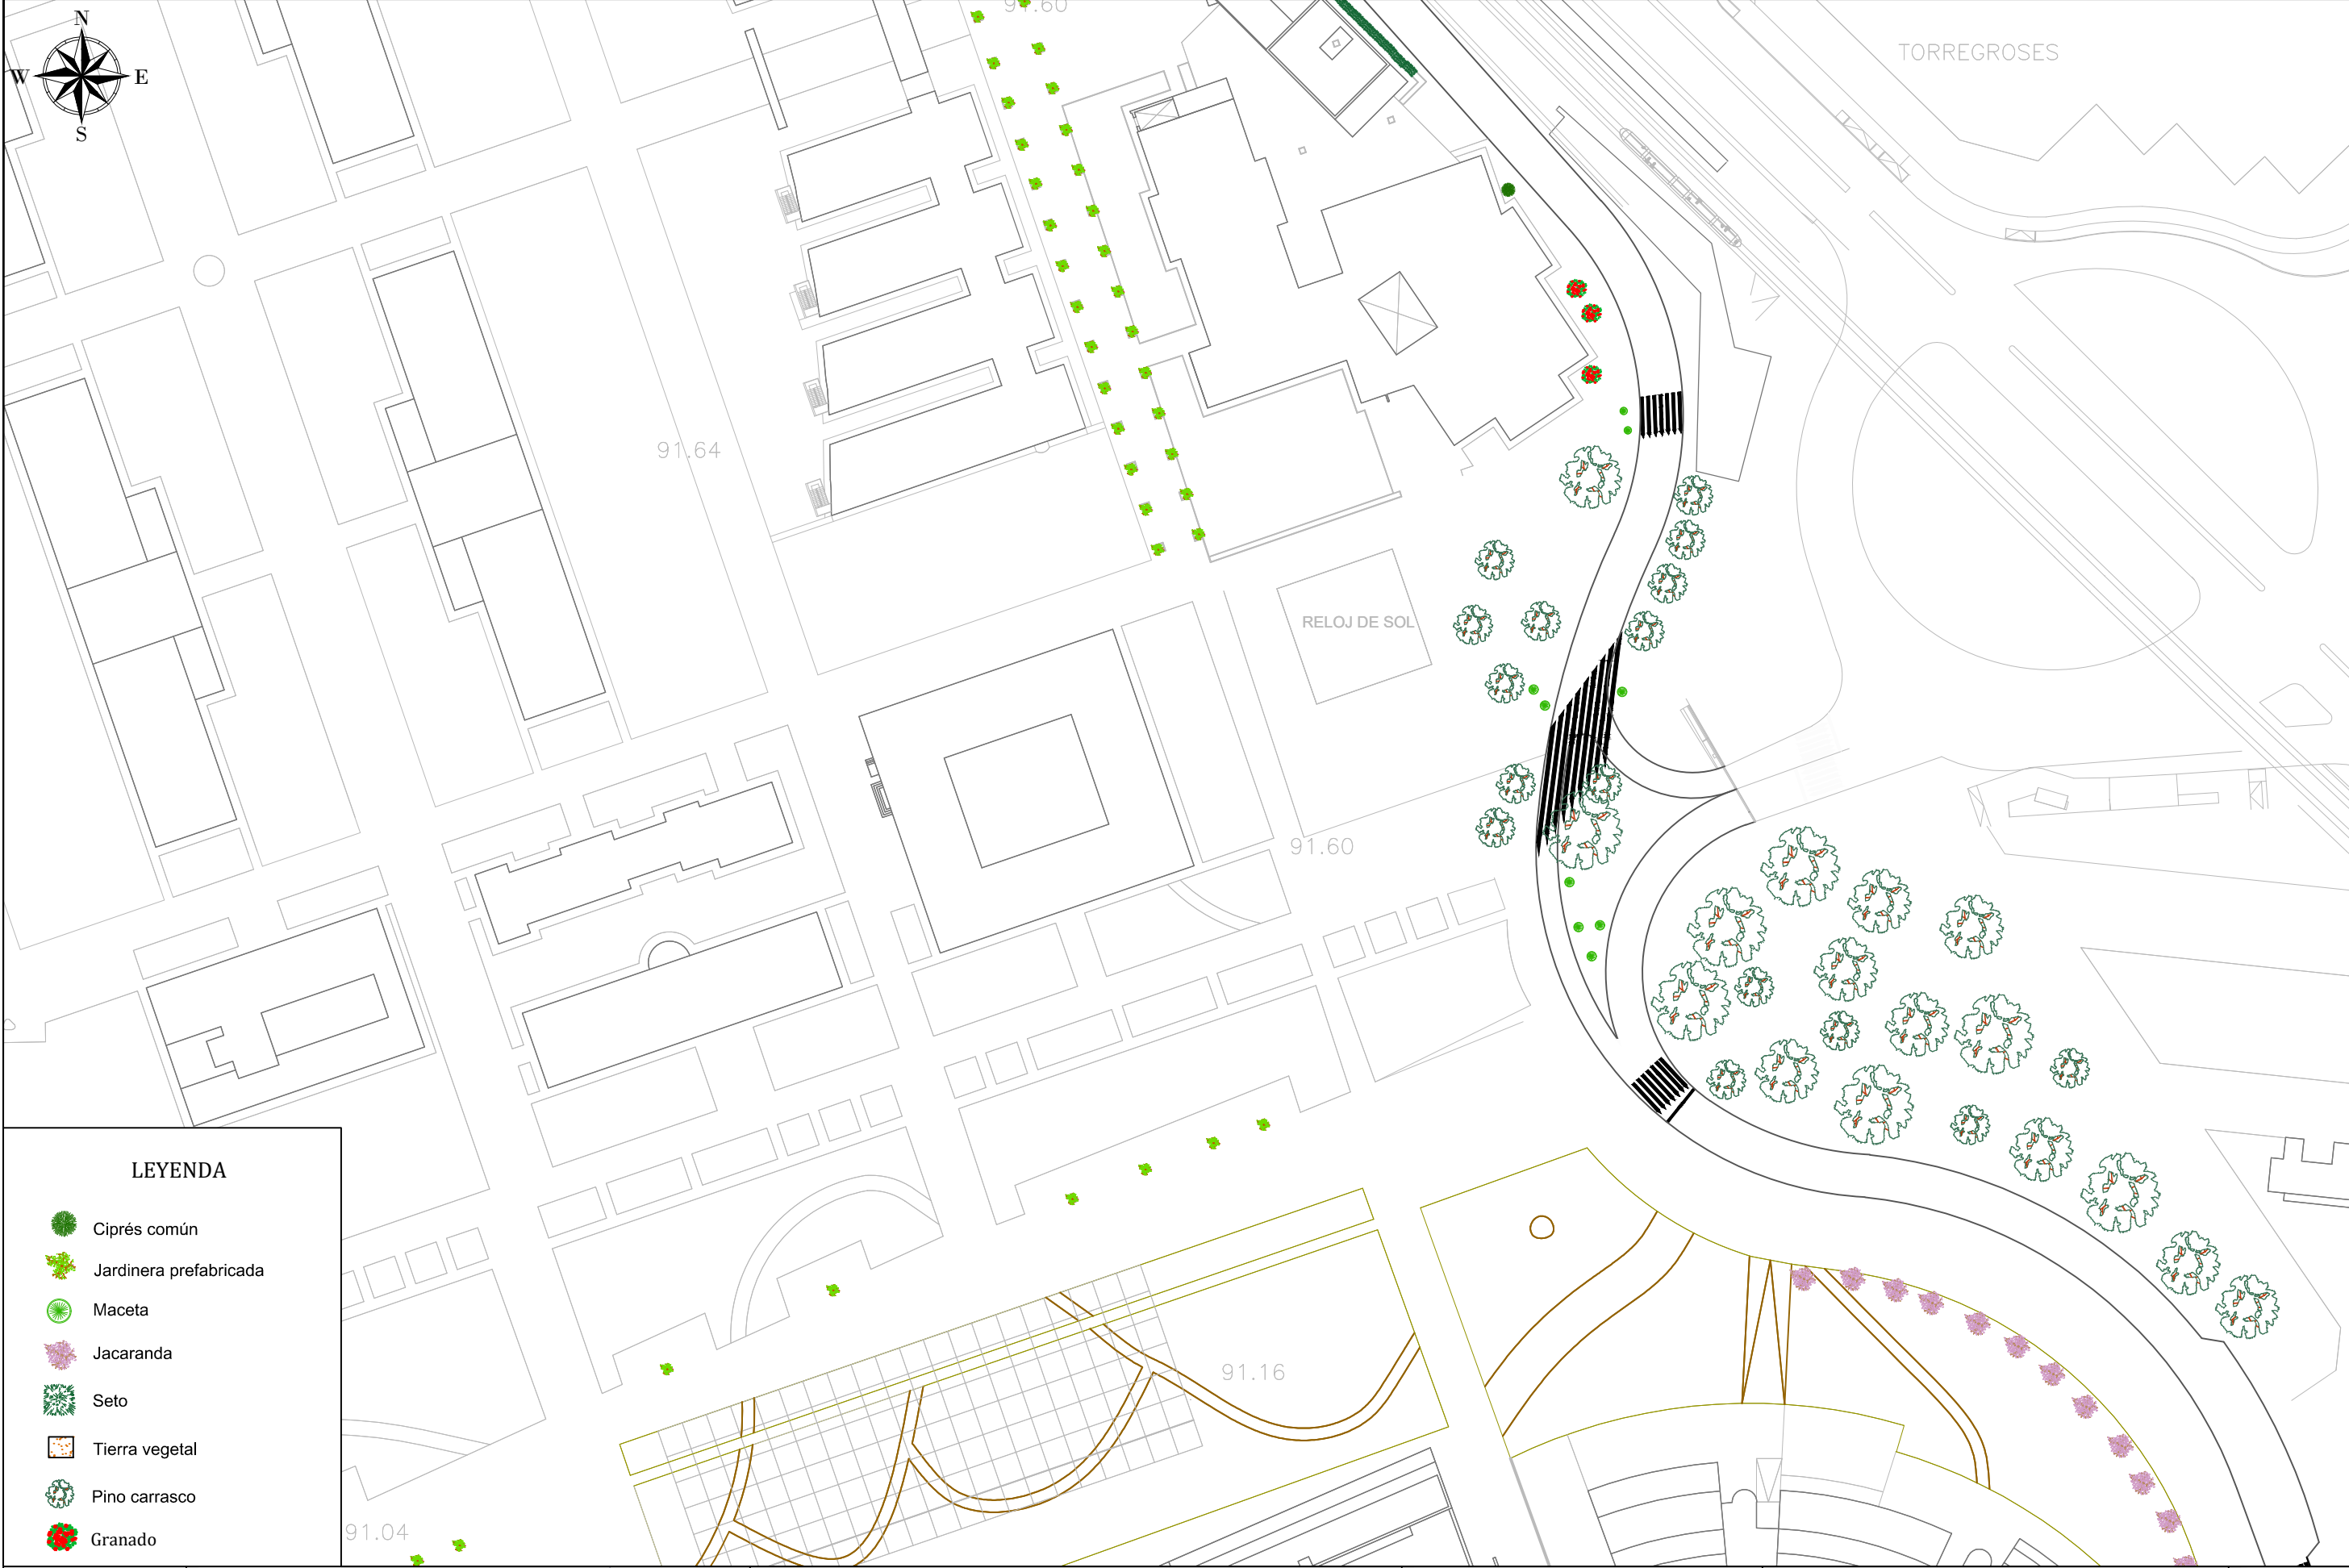 91.60
N
W E
S
TORREGROSES
91.64
RELOJ DE SOL
91.60
LEYENDA
Ciprés común
Jardinera prefabricada
Maceta
Jacaranda
Seto
Tierra vegetal
Pino carrasco
Granado
91.16
91.04